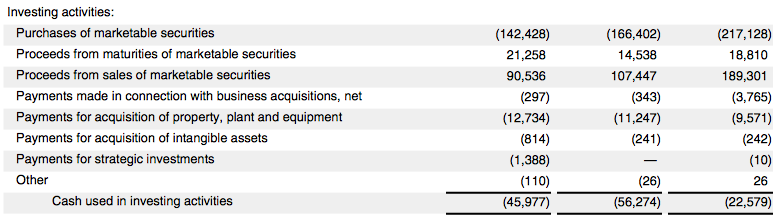 Investing activities:
Purchases of marketable securities (142,428) (166,402) (217,128)
Proceeds from maturities of marketable securities 21,258 14,538 18,810
Proceeds from sales of marketable securities 90,536 107,447 189,301
Payments made in connection with business acquisitions, net (297) (343) (3,765)
Payments for acquisition of property, plant and equipment (12,734) (11,247) (9,571)
Payments for acquisition of intangible assets (814) (241) (242)
Payments for strategic investments (1,388) — (10)
Other (110) (26) 26
Cash used in investing activities (45,977) (56,274) (22,579)